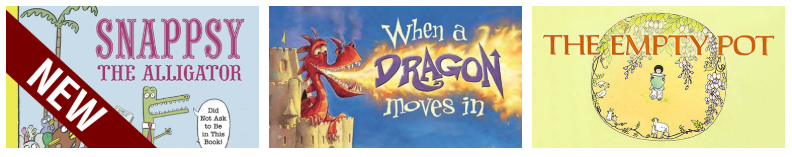 SNAPPSY
THE ALLIGATOR
NEW
Did
Not Ask
to Be
in This
Book!
When a
DRAGON
moves in
THE EMPTY POT